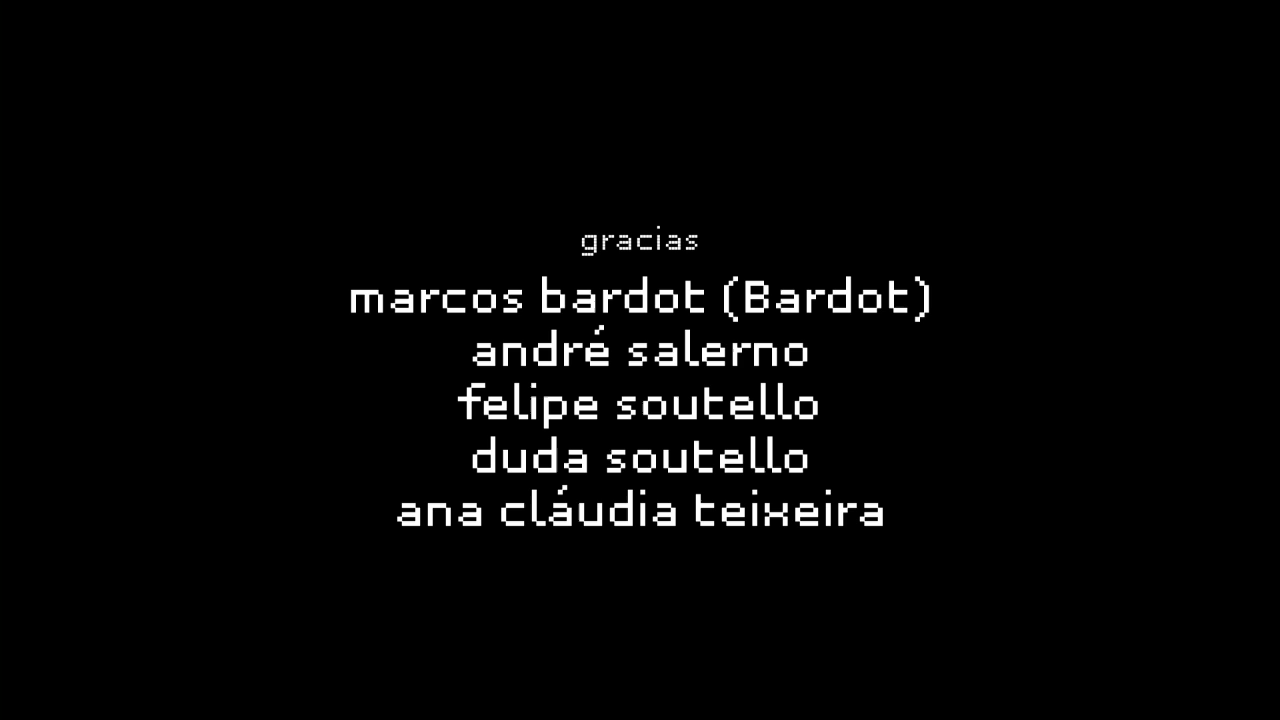 gracias
marcos bardot (Bardot)
andré salerno
felipe soutello
duda soutello
ana cláudia teixeira